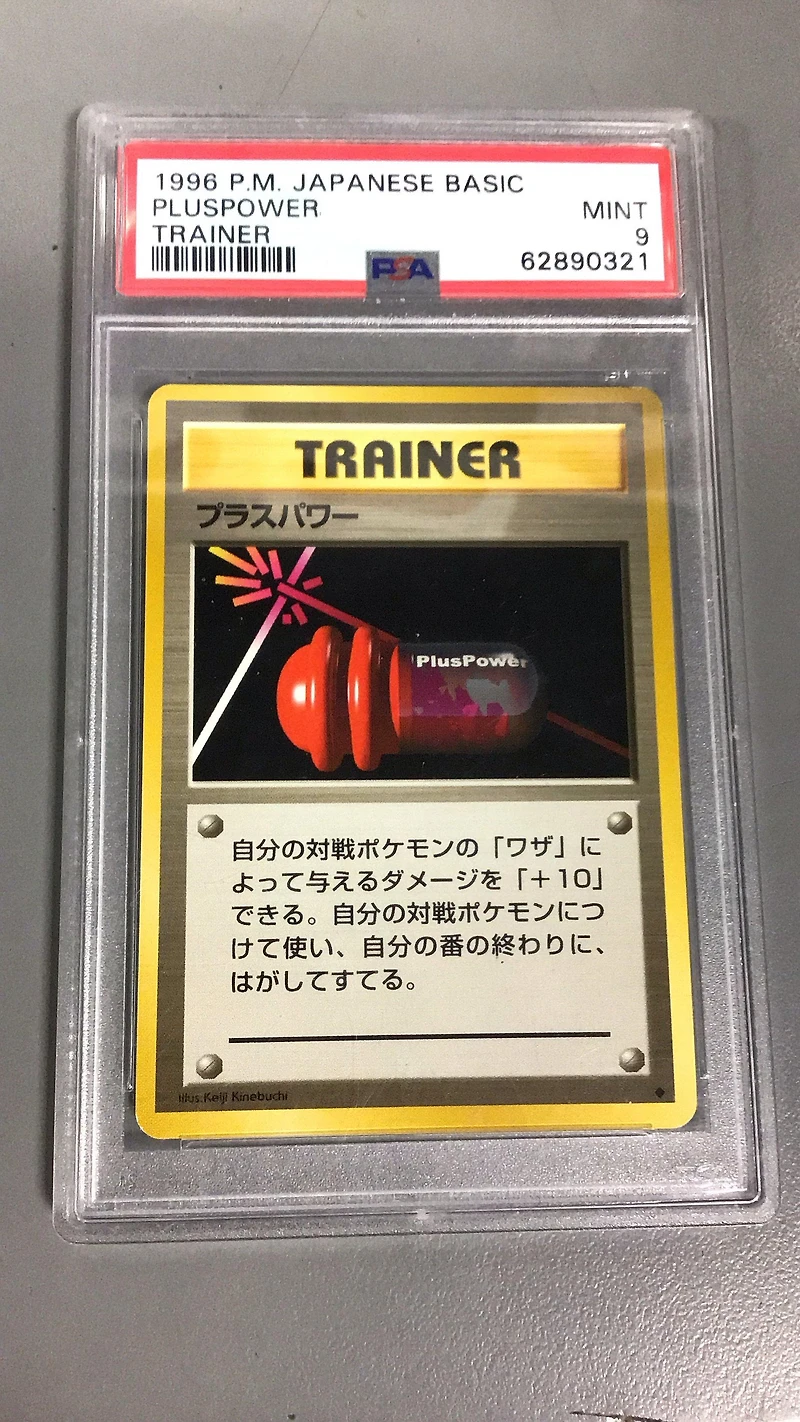 1996 P.M. JAPANESE BASIC
PLUSPOWER
MINT
TRAINER
9
PSA
62890321
TRAINER
プラスパワー
PlusPower
自分の対戦ポケモンの「ワザ」に
よって与えるダメージを「＋10」
できる。自分の対戦ポケモンにつ
けて使い、自分の番の終わりに、
はがしてすてる。
Illus.Keiji Kinebuchi